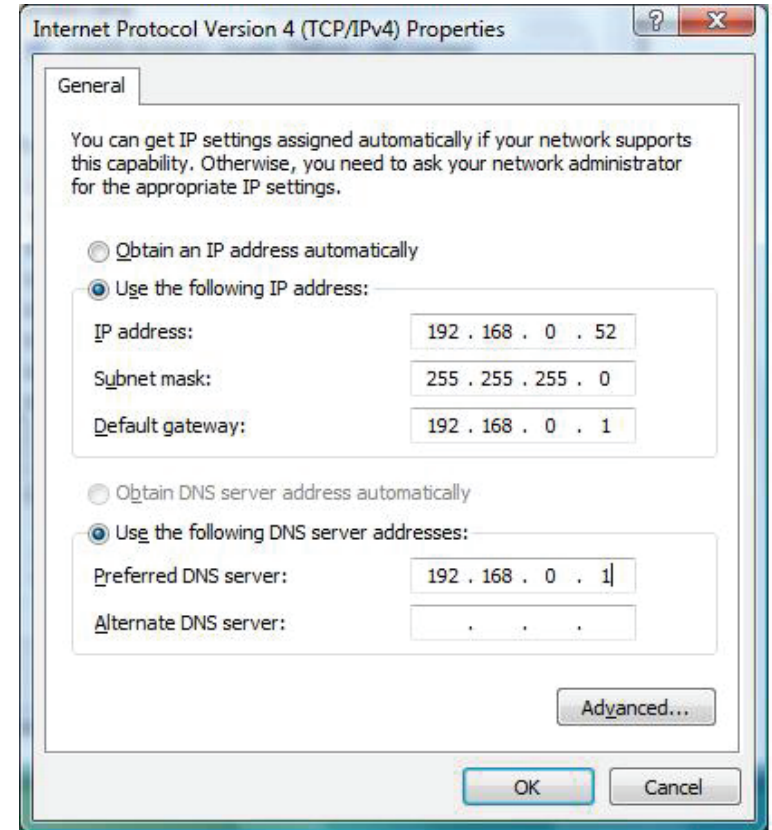 Internet Protocol Version 4 (TCP/IPv4) Properties
?
X
General
You can get IP settings assigned automatically if your network supports
this capability. Otherwise, you need to ask your network administrator
for the appropriate IP settings.
Obtain an IP address automatically
Use the following IP address:
IP address: 192 . 168 . 0 . 52
Subnet mask: 255 . 255 . 255 . 0
Default gateway: 192 . 168 . 0 . 1
Obtain DNS server address automatically
Use the following DNS server addresses:
Preferred DNS server: 192 . 168 . 0 . 1
Alternate DNS server: . . .
Advanced...
OK Cancel